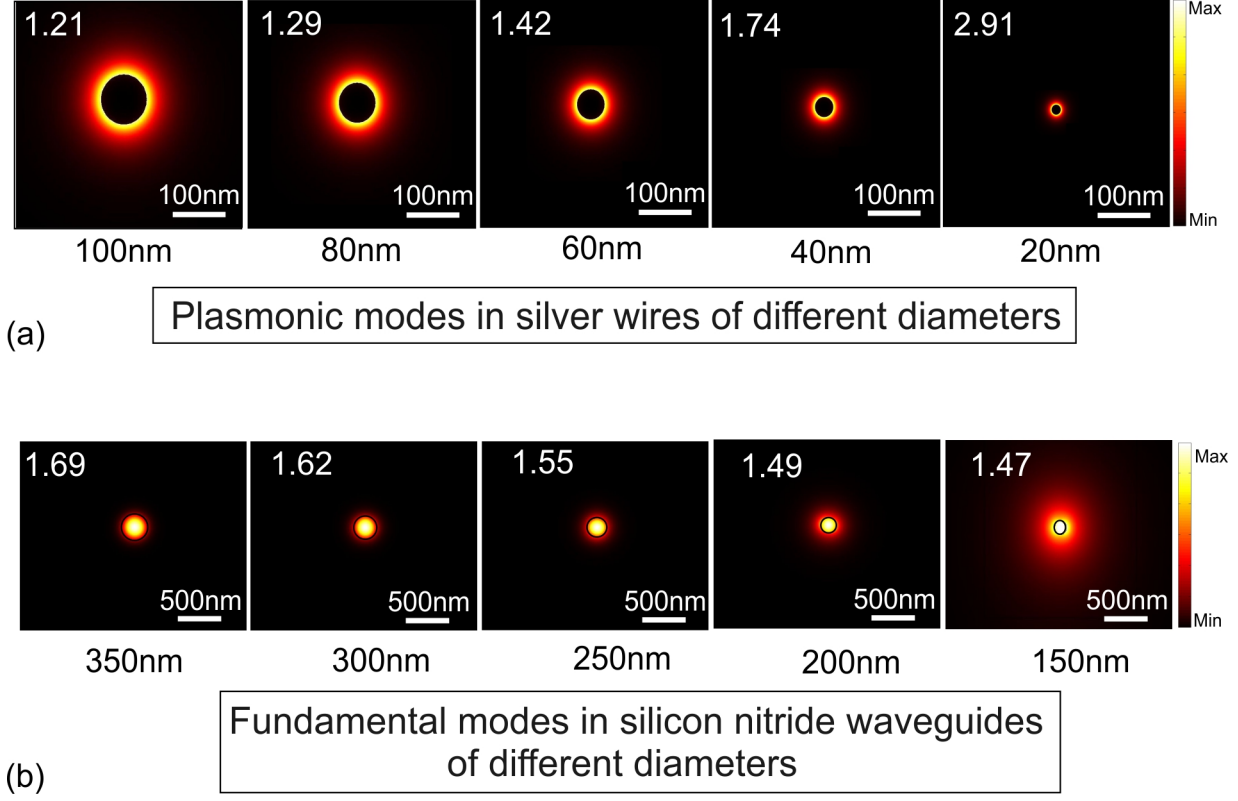 1.21 1.29 1.42 1.74 2.91 Max
100nm 100nm 100nm 100nm 100nm
Min
100nm 80nm 60nm 40nm 20nm
Plasmonic modes in silver wires of different diameters
(a)
1.69 1.62 1.55 1.49 1.47 Max
500nm 500nm 500nm 500nm 500nm
Min
350nm 300nm 250nm 200nm 150nm
Fundamental modes in silicon nitride waveguides
of different diameters
(b)